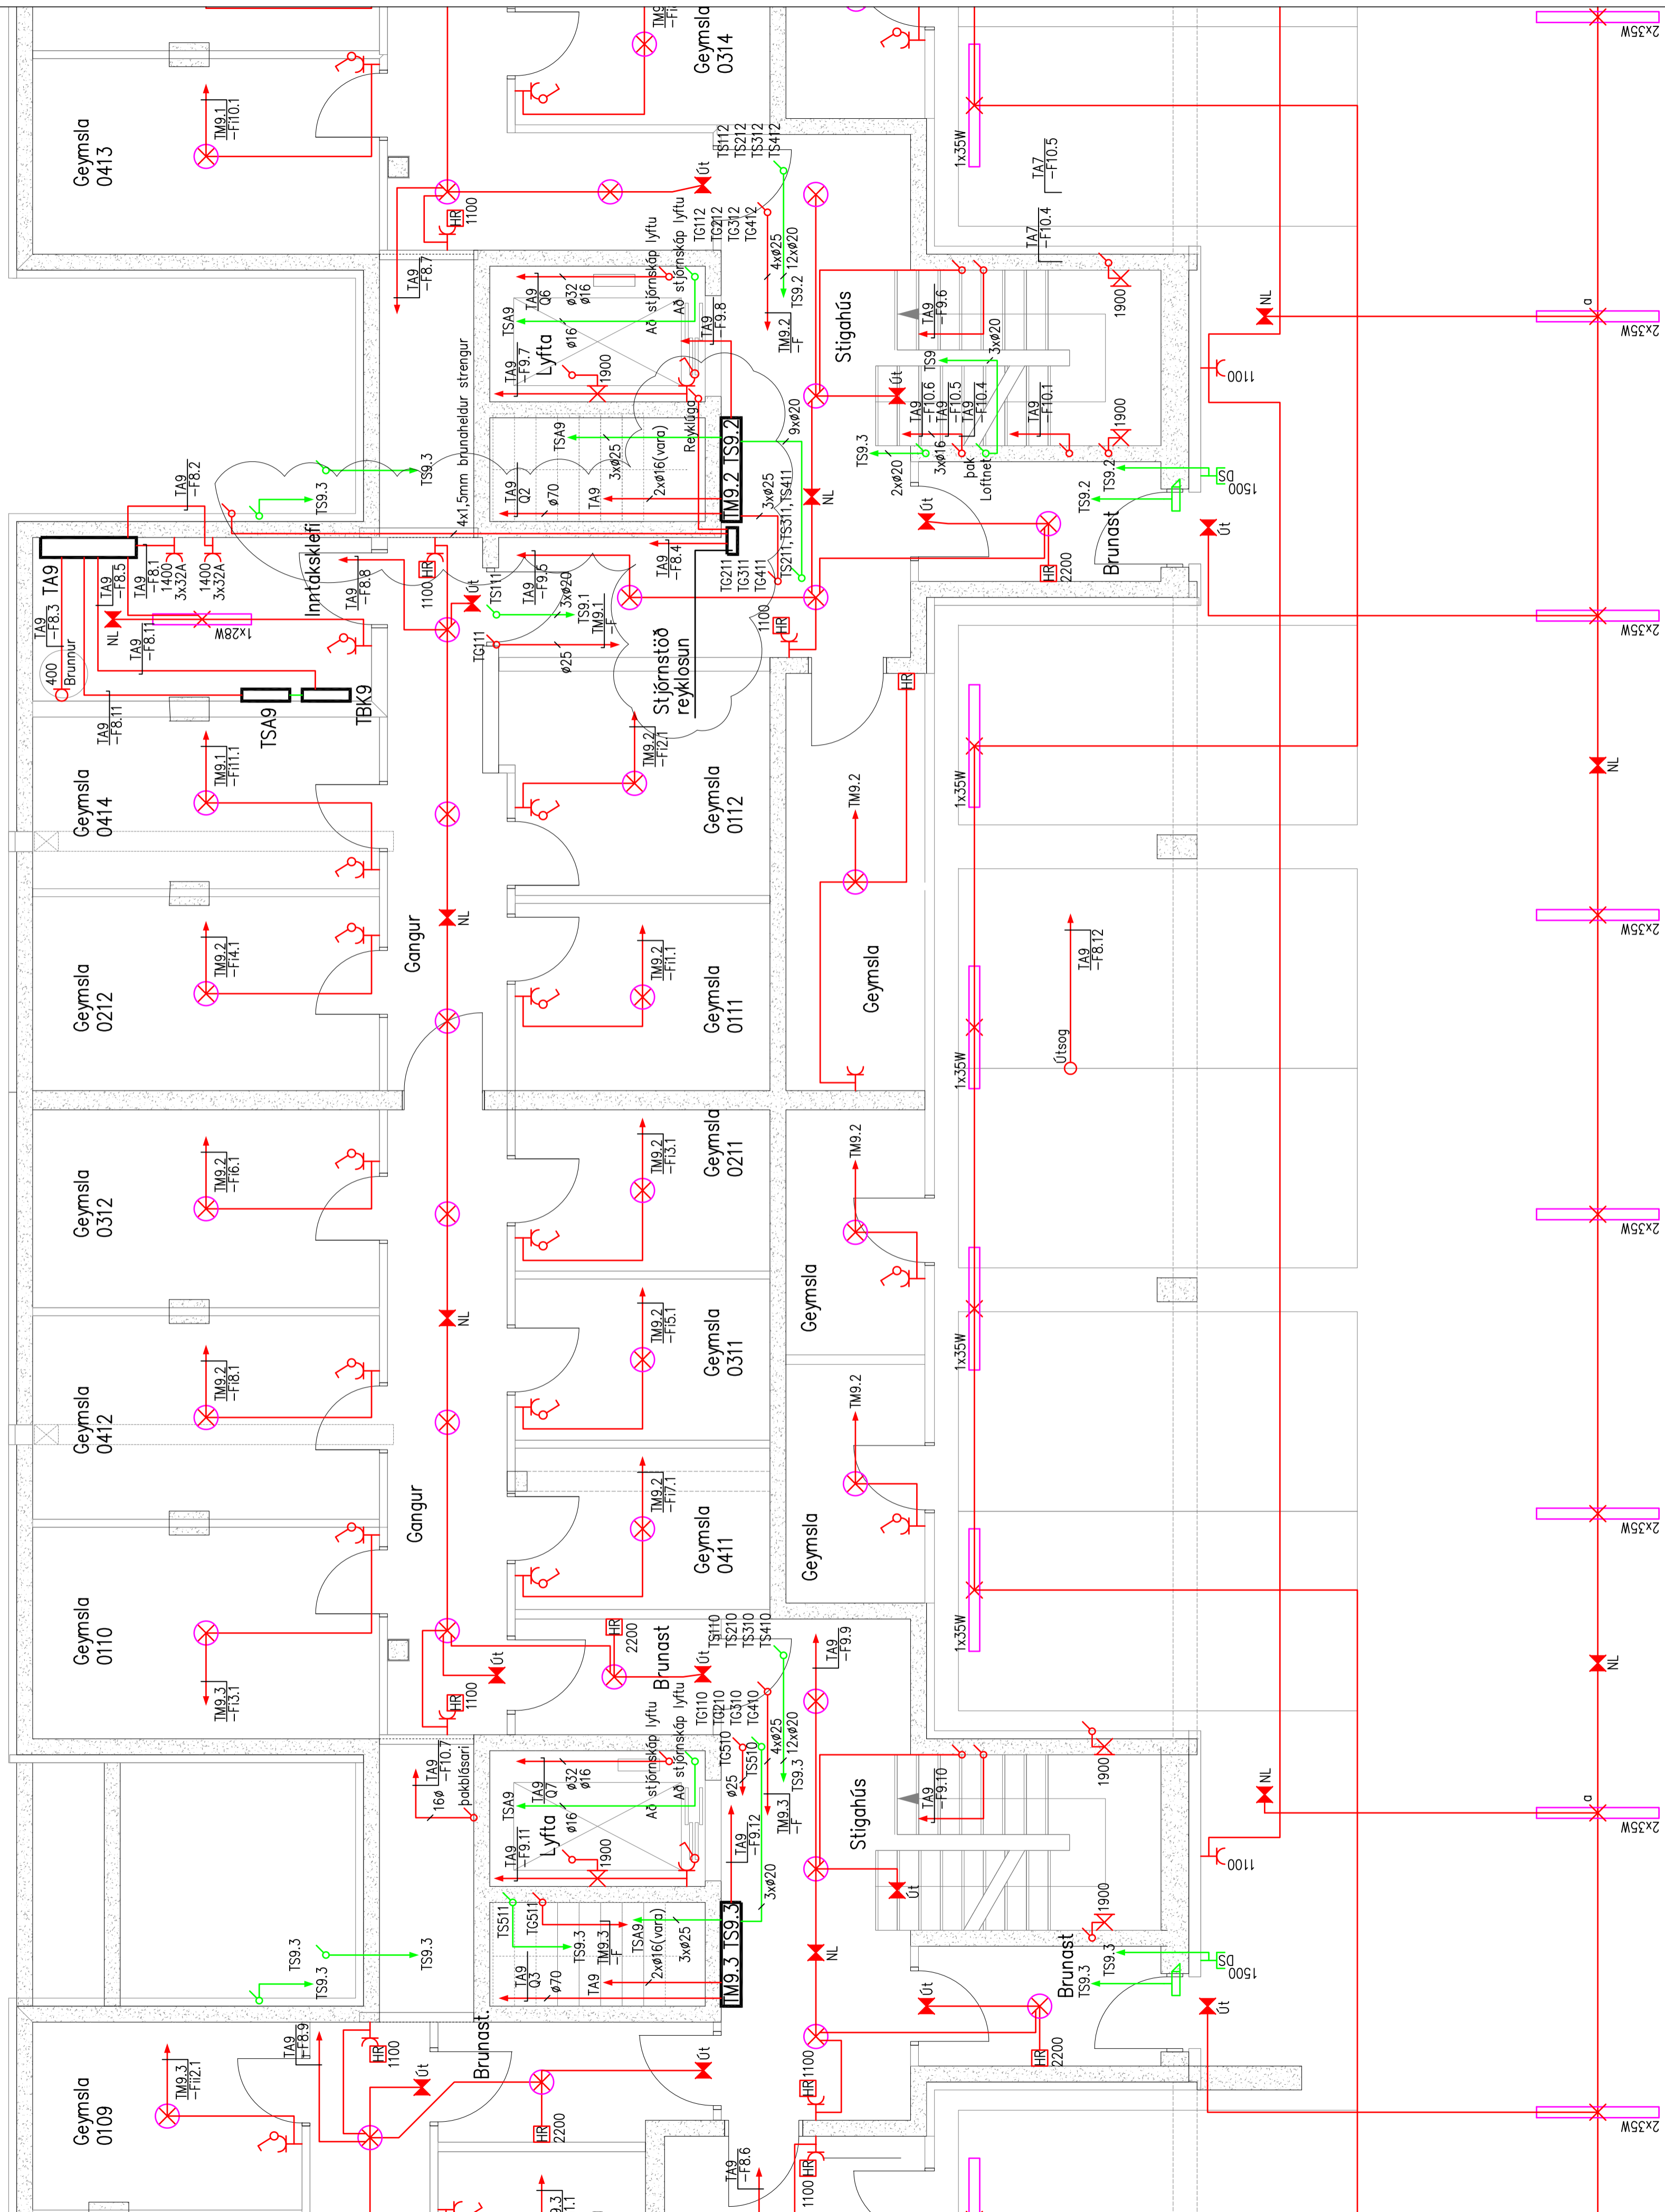 Geymsla
0413
TM9.1
-Fi10.1
Geymsla
0314
TS112
TS212
TS312
TS412
Út
TG112
TG212
TG312
TG412
4xø25
12xø20
TS9.2
TM9.2
-F
HR
1100
TA9
-F8.7
TA9
Q6
ø32
ø16
TSA9
ø16
Að stjórnskáp lyftu
Að stjórnskáp lyftu
TA9
-F9.8
TA9
-F9.7
Lyfta
1900
Reyklúga
4x1,5mm brunaheldur strengur
TSA9
3xø25
2xø16(vara)
TA9
Q2
ø70
TA9
TM9.2 TS9.2
9xø20
3xø25
TS211,TS311,TS411
TG211
TG311
TG411
TA9
-F8.4
TA9
-F8.2
TS9.3
TS9.3
TA9
Inntaksklefi
TA9
-F8.3
TA9
-F8.5
TA9
-F8.1
1400
3x32A
1400
3x32A
NL
TA9
-F8.11
1x28W
400
Brunnur
TA9
-F8.11
TSA9
TBK9
TA9
-F8.8
1100
HR
Út
TS111
TG111
TA9
-F9.5
3xø20
TS9.1
TM9.1
-F
ø25
Stjórnstöð
reyklosun
1100
HR
Stigahús
TA9
-F9.6
TS9
3xø20
Út
TA9
-F10.6
TA9
-F10.5
TA9
-F10.4
TA9
-F10.1
TS9.3
2xø20
3xø16
þak
Loftnet
1900
1900
TS9.2
TS9.2
DS
1500
NL
Út
HR
2200
Brunast
Út
TA7
-F10.4
TA7
-F10.5
1x35W
NL
1100
a
2x35W
2x35W
2x35W
Geymsla
0414
TM9.1
-Fi11.1
Geymsla
0112
TM9.2
-Fi2.1
HR
TM9.2
1x35W
NL
Geymsla
0212
TM9.2
-Fi4.1
Gangur
NL
Geymsla
0111
TM9.2
-Fi1.1
Geymsla
TA9
-F8.12
Útsog
1x35W
2x35W
Geymsla
0312
TM9.2
-Fi6.1
Geymsla
0211
TM9.2
-Fi3.1
TM9.2
Geymsla
1x35W
2x35W
Geymsla
0412
TM9.2
-Fi8.1
NL
Geymsla
0311
TM9.2
-Fi5.1
TM9.2
Geymsla
2x35W
Gangur
Geymsla
0411
TM9.2
-Fi7.1
1x35W
NL
Geymsla
0110
TM9.3
-Fi3.1
HR
1100
Út
HR
2200
Brunast
Út
TS110
TS210
TS310
TS410
TG110
TG210
TG310
TG410
TA9
-F9.9
4xø25
12xø20
TS9.3
TM9.3
-F
TG510
TS510
ø25
TA9
-F9.12
3xø20
TA9
-F10.7
16ø
þakblásari
TA9
Q7
ø32
ø16
TSA9
ø16
Að stjórnskáp lyftu
Að stjórnskáp lyftu
TA9
-F9.11
Lyfta
1900
TS511
TG511
TSA9
3xø25
2xø16(vara)
TS9.3
TM9.3
-F
TA9
Q3
ø70
TA9
TM9.3 TS9.3
Stigahús
TA9
-F9.10
Út
1900
1900
TS9.3
TS9.3
DS
1500
NL
Brunast
Út
HR
2200
Út
NL
1100
a
2x35W
2x35W
TS9.3
TS9.3
TS9.3
Geymsla
0109
TM9.3
-Fii2.1
TA9
-F8.9
HR
1100
Út
Brunast.
Út
HR
2200
HR
1100
TA9
-F8.6
1100
HR